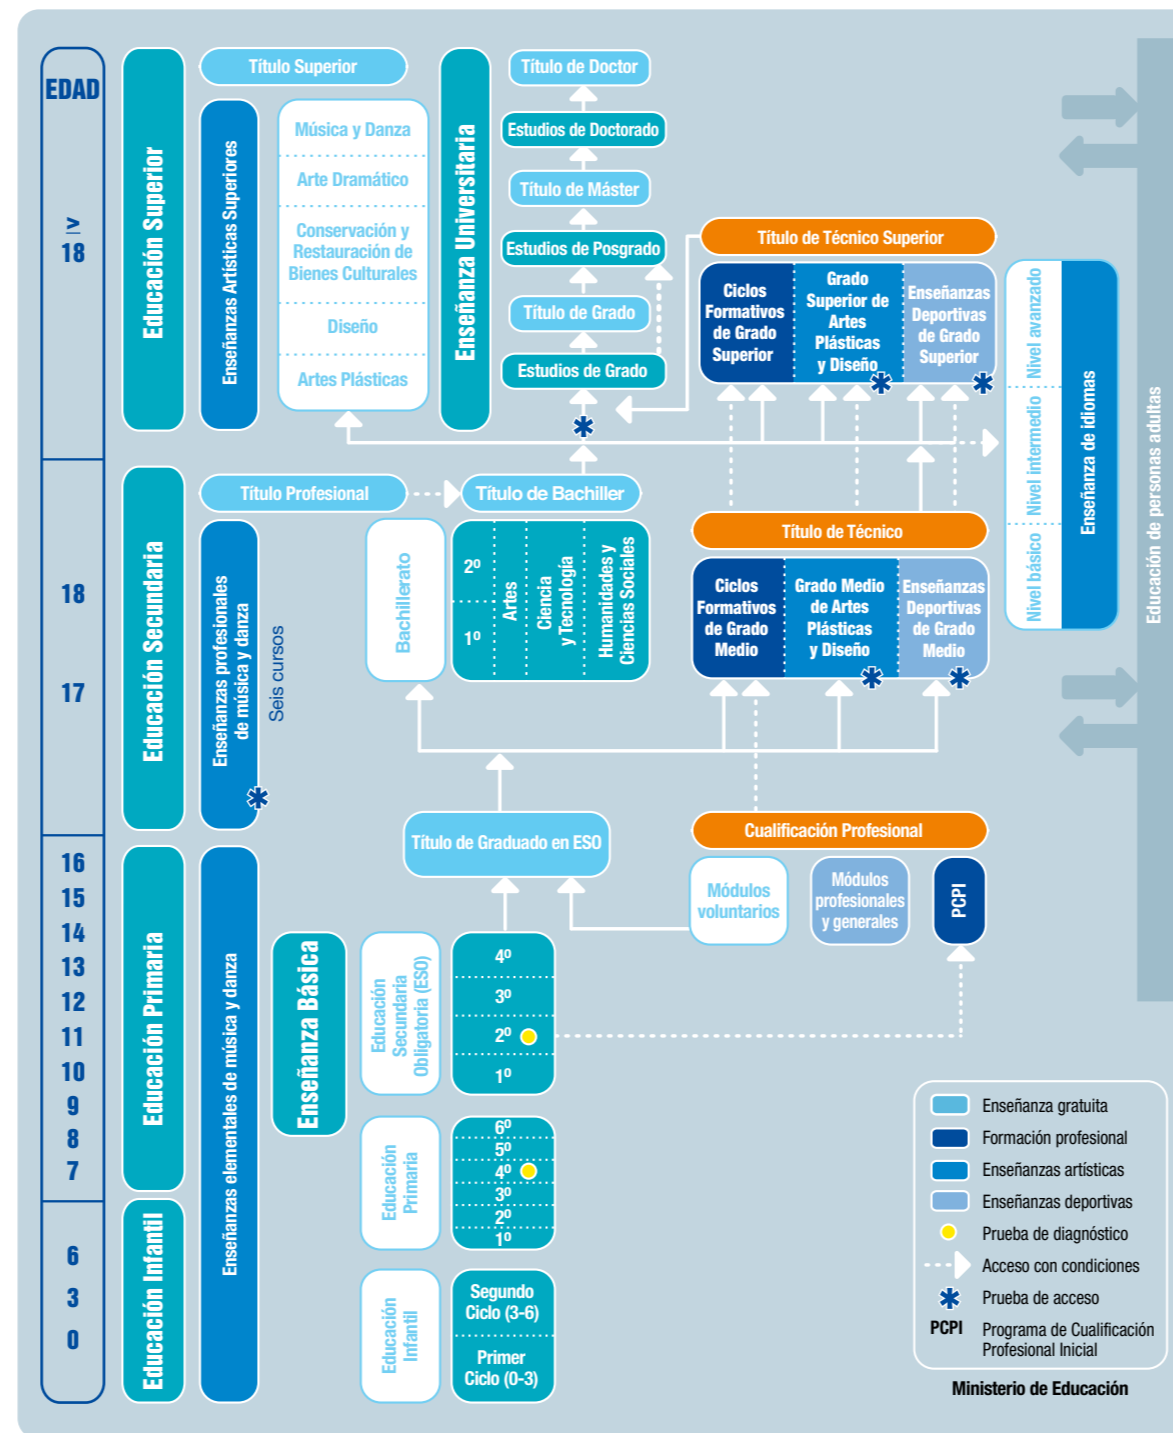 EDAD
≥
18
18
17
16
15
14
13
12
11
10
9
8
7
6
3
0
Educación Superior
Educación Secundaria
Educación Primaria
Educación Infantil
Título Superior
Enseñanzas Artísticas Superiores
Música y Danza
Arte Dramático
Conservación y
Restauración de
Bienes Culturales
Diseño
Artes Plásticas
Enseñanza Universitaria
Título de Doctor
Estudios de Doctorado
Título de Máster
Estudios de Posgrado
Título de Grado
Estudios de Grado
*
Título de Técnico Superior
Ciclos
Formativos
de Grado
Superior
Grado
Superior de
Artes
Plásticas
y Diseño
*
Enseñanzas
Deportivas
de Grado
Superior
*
Nivel avanzado
Nivel intermedio
Nivel básico
Enseñanza de idiomas
Educación de personas adultas
Título Profesional
Título de Bachiller
Enseñanzas profesionales
de música y danza
*
Seis cursos
Bachillerato
2º
1º
Artes
Ciencia
y Tecnología
Humanidades y
Ciencias Sociales
Título de Técnico
Ciclos
Formativos
de Grado
Medio
Grado Medio
de Artes
Plásticas
y Diseño
*
Enseñanzas
Deportivas
de Grado
Medio
*
Título de Graduado en ESO
Cualificación Profesional
Módulos
voluntarios
Módulos
profesionales
y generales
PCPI
Enseñanzas elementales de música y danza
Enseñanza Básica
Educación
Secundaria
Obligatoria (ESO)
4º
3º
2º
1º
Educación
Primaria
6º
5º
4º
3º
2º
1º
Educación
Infantil
Segundo
Ciclo (3-6)
Primer
Ciclo (0-3)
Enseñanza gratuita
Formación profesional
Enseñanzas artísticas
Enseñanzas deportivas
Prueba de diagnóstico
Acceso con condiciones
* Prueba de acceso
PCPI Programa de Cualificación
Profesional Inicial
Ministerio de Educación